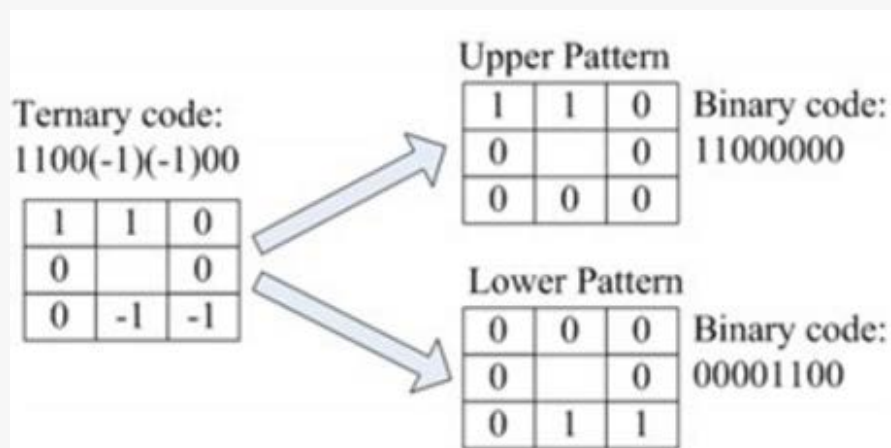 Ternary code:
1100(-1)(-1)00
1 1 0
0 0
0 -1 -1
Upper Pattern
1 1 0
0 0
0 0 0
Binary code:
11000000
Lower Pattern
0 0 0
0 0
0 1 1
Binary code:
00001100